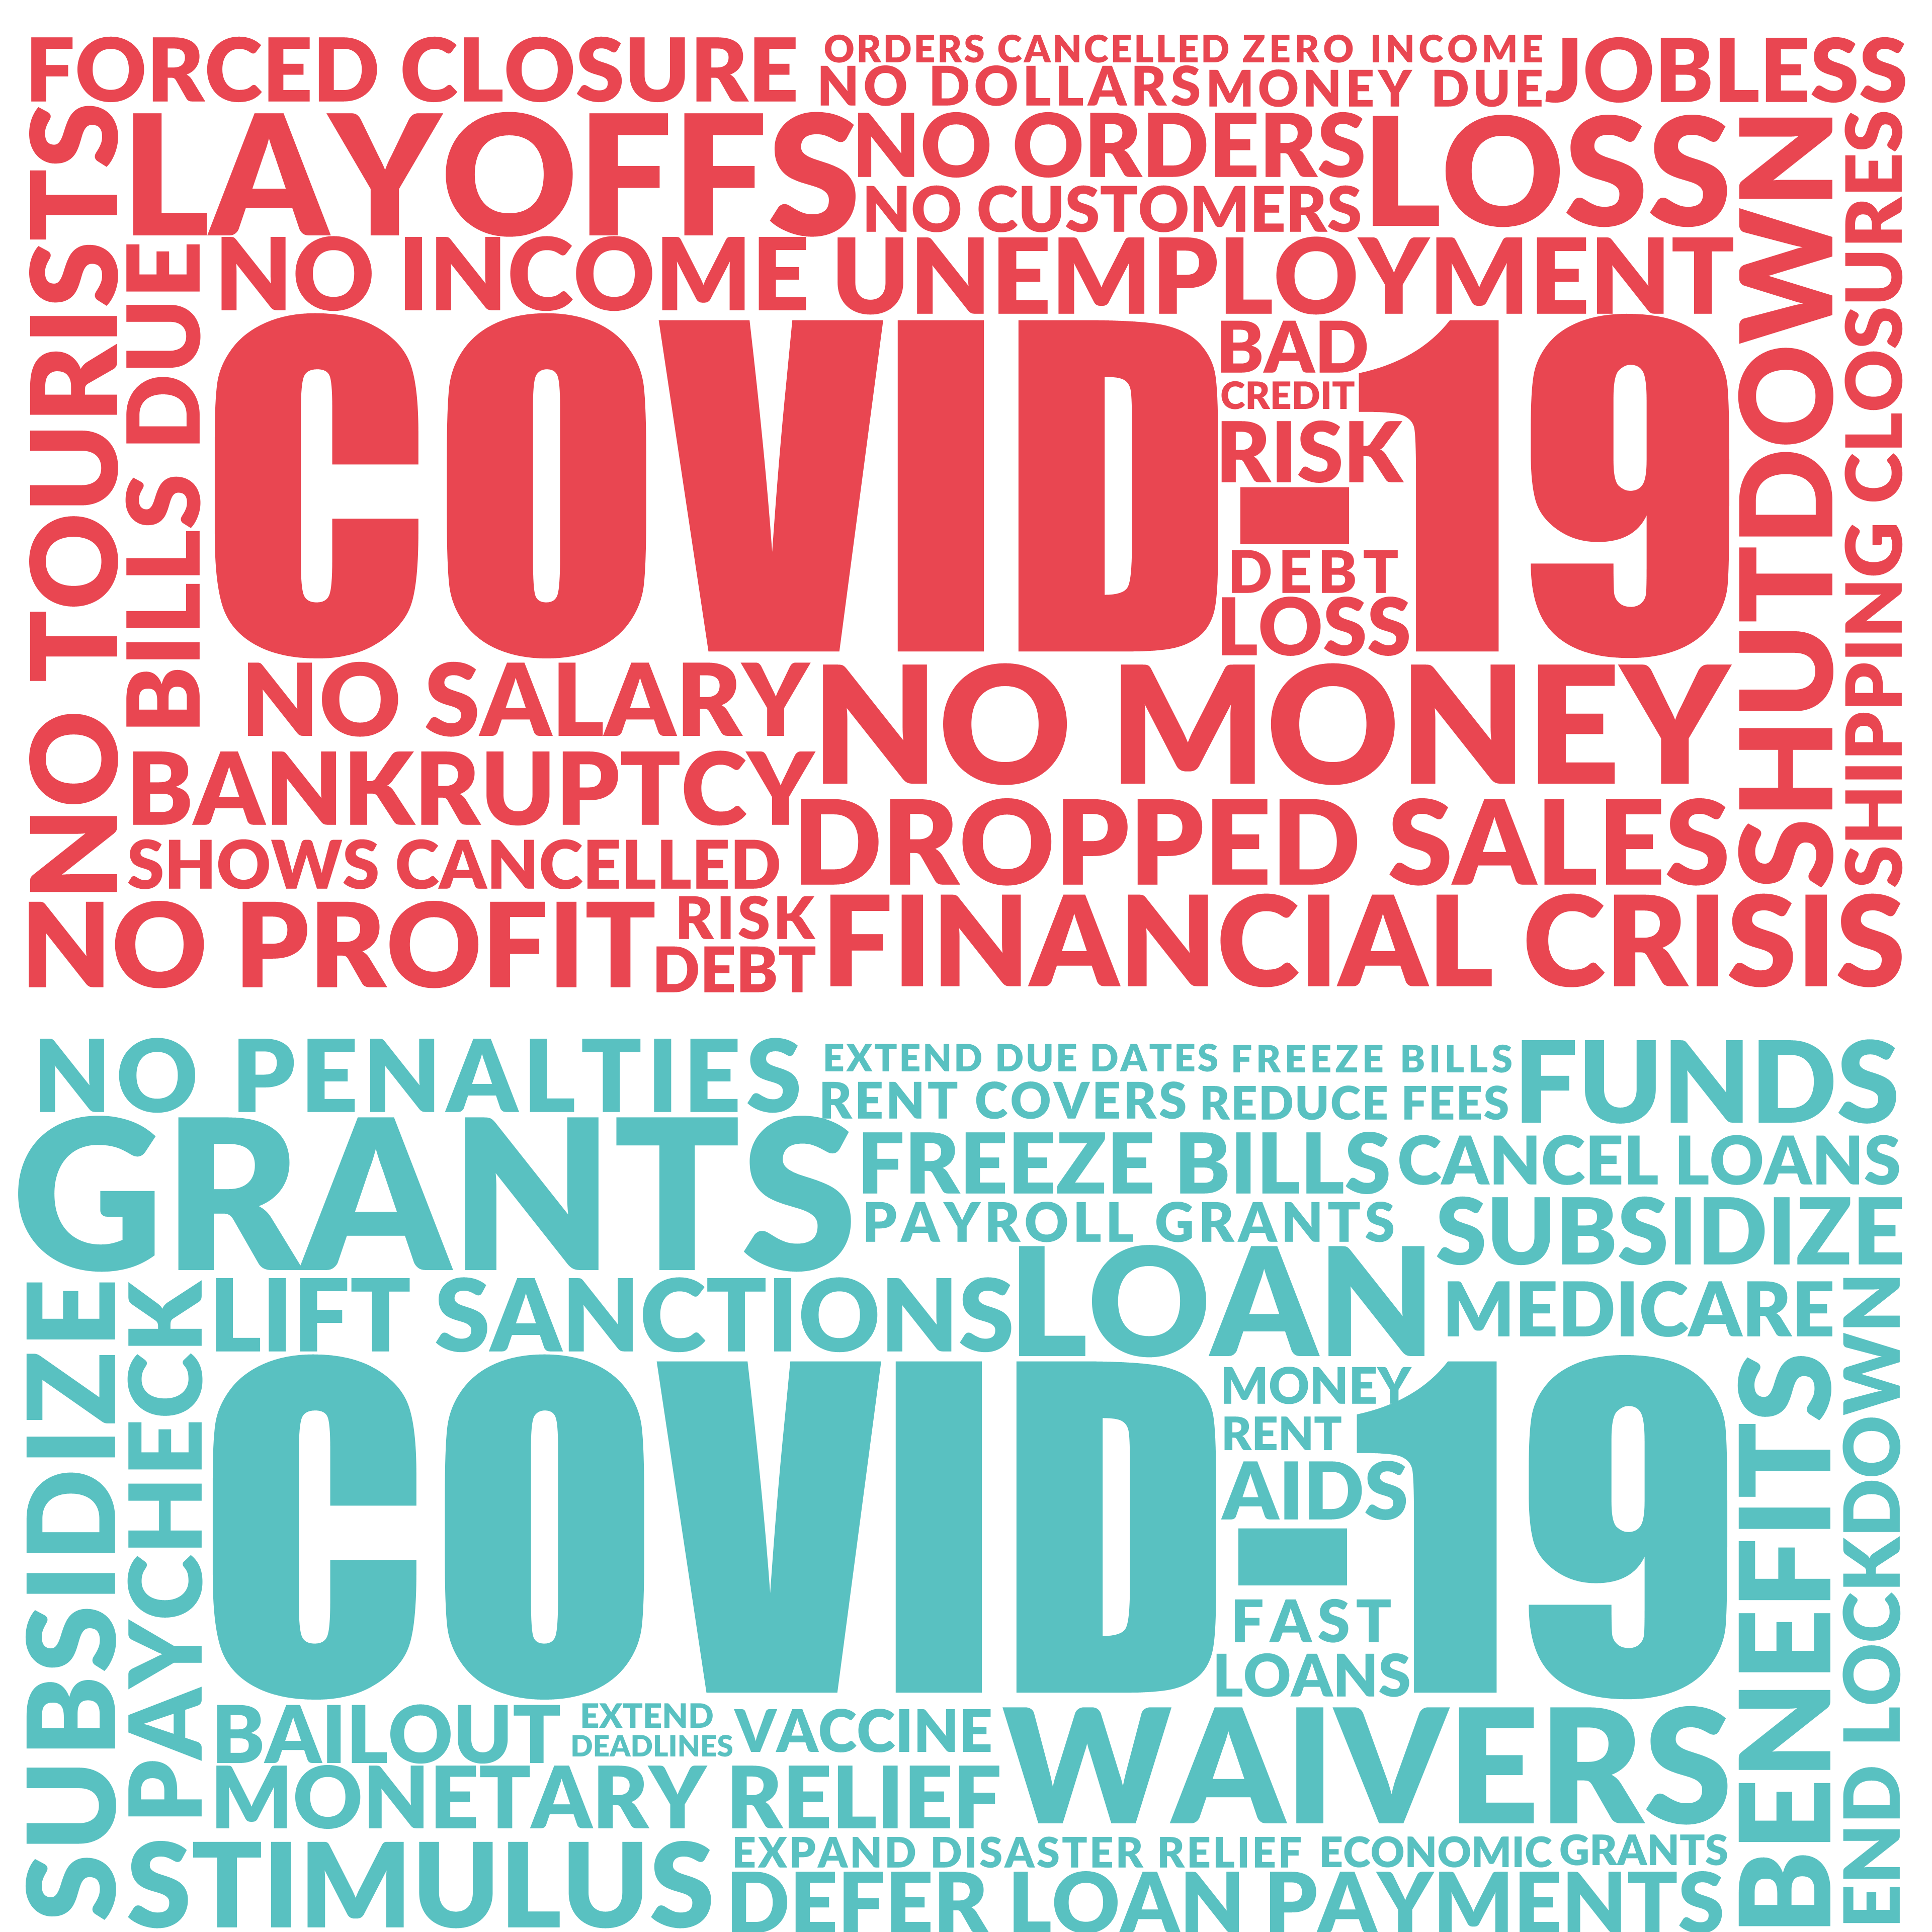 FORCED CLOSURE
ORDERS CANCELLED ZERO INCOME
NO DOLLARS
MONEY DUE
JOBLESS
LAYOFFS
NO ORDERS
NO CUSTOMERS
LOSS
NO TOURISTS
BILLS DUE
NO INCOME
UNEMPLOYMENT
SHUTDOWN
SHIPPING CLOSURES
COVID-19
BAD
CREDIT
RISK
DEBT
LOSS
NO SALARY
NO MONEY
BANKRUPTCY
DROPPED SALES
SHOWS CANCELLED
NO PROFIT
RISK
DEBT
FINANCIAL CRISIS
NO PENALTIES
EXTEND DUE DATES
FREEZE BILLS
RENT COVERS
REDUCE FEES
FUNDS
GRANTS
FREEZE BILLS
CANCEL LOANS
PAYROLL GRANTS
SUBSIDIZE
SUBSIDIZE
PAYCHECK
LIFT SANCTIONS
LOAN
MEDICARE
BENEFITS
END LOCKDOWN
COVID-19
MONEY
RENT
AIDS
FAST
LOANS
BAILOUT
EXTEND
DEADLINES
VACCINE
WAIVERS
MONETARY RELIEF
STIMULUS
EXPAND DISASTER RELIEF
ECONOMIC GRANTS
DEFER LOAN PAYMENTS